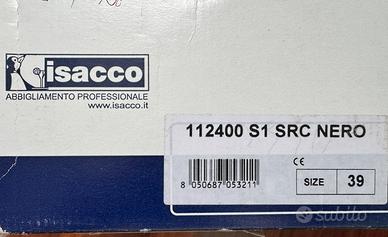 isacco
ABBIGLIAMENTO PROFESSIONALE
www.isacco.it
112400 S1 SRC NERO
8 050687 053211
CE
SIZE 39
subito